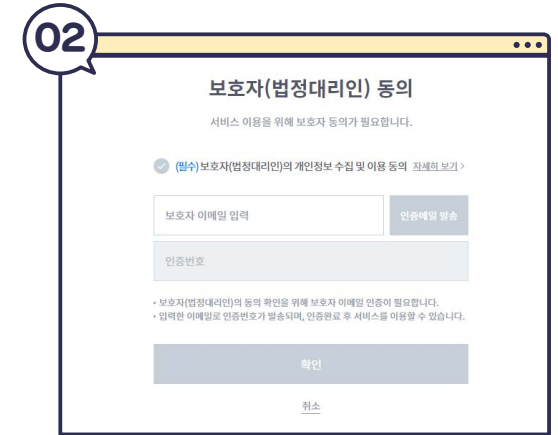 02
보호자(법정대리인) 동의
서비스 이용을 위해 보호자 동의가 필요합니다.
(필수) 보호자(법정대리인)의 개인정보 수집 및 이용 동의 자세히 보기 >
보호자 이메일 입력
인증메일 발송
인증번호
• 보호자(법정대리인)의 동의 확인을 위해 보호자 이메일 인증이 필요합니다.
• 입력한 이메일로 인증번호가 발송되며, 인증완료 후 서비스를 이용할 수 있습니다.
확인
취소